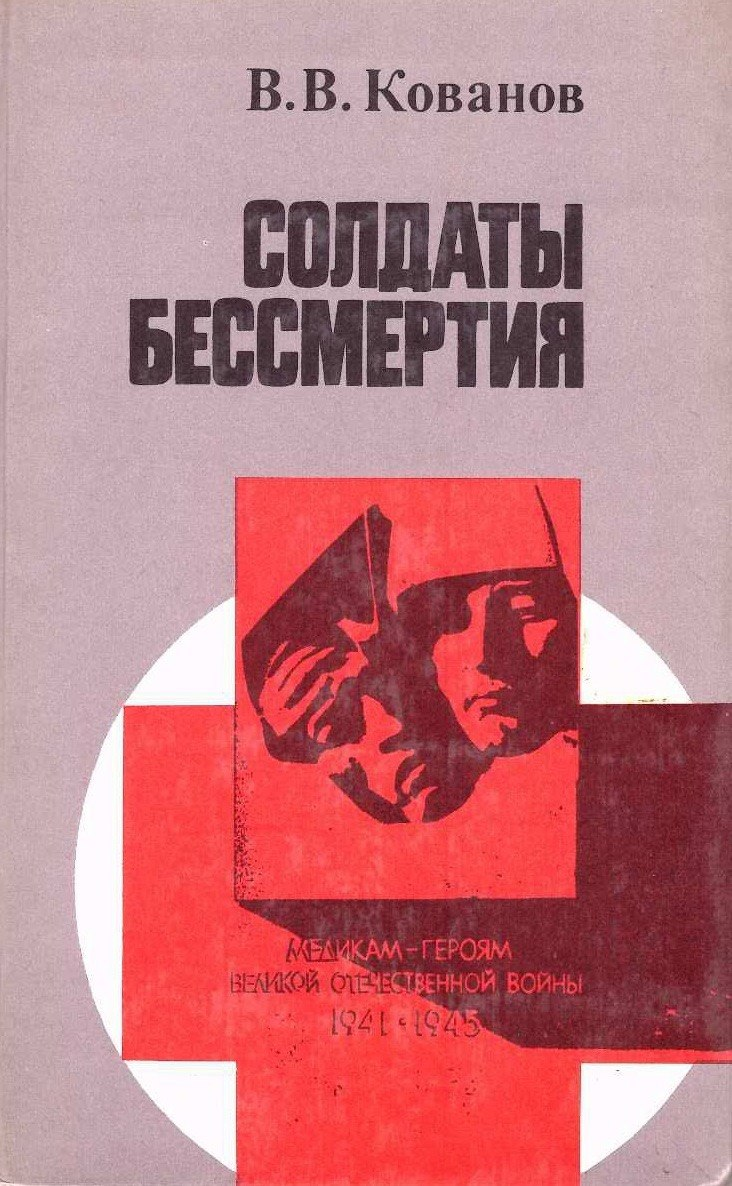 В. В. Кованов
СОЛДАТЫ
БЕССМЕРТИЯ
МЕДИКАМ-ГЕРОЯМ
ВЕЛИКОЙ ОТЕЧЕСТВЕННОЙ ВОЙНЫ
1941 • 1945